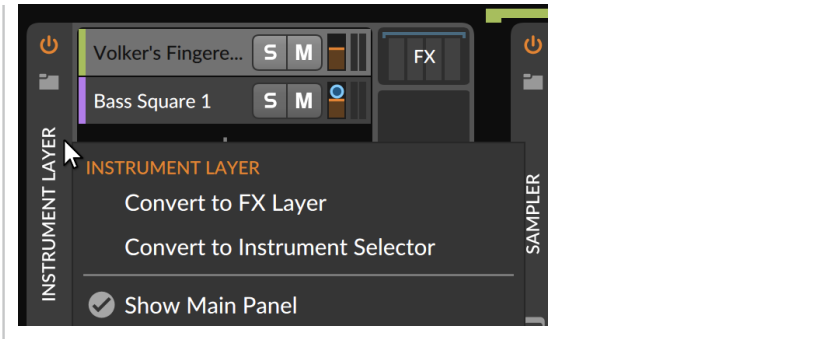 Volker's Fingere... S M FX
Bass Square 1 S M
INSTRUMENT LAYER
INSTRUMENT LAYER
Convert to FX Layer
Convert to Instrument Selector
Show Main Panel
SAMPLER